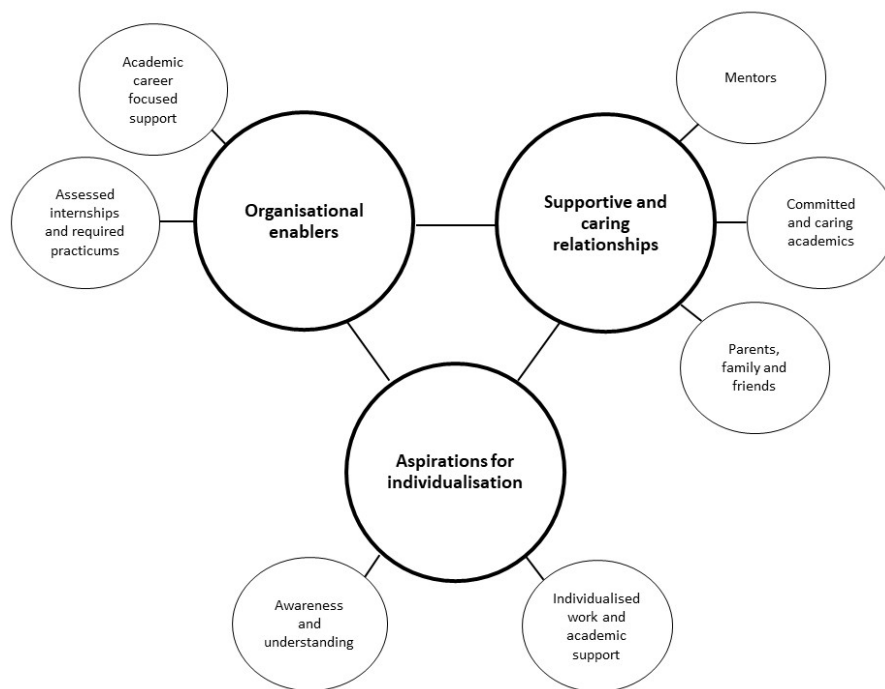 Academic
career
focused
support
Assessed
internships
and required
practicums
Organisational
enablers
Supportive and
caring
relationships
Mentors
Committed
and caring
academics
Parents,
family and
friends
Aspirations for
individualisation
Awareness
and
understanding
Individualised
work and
academic
support